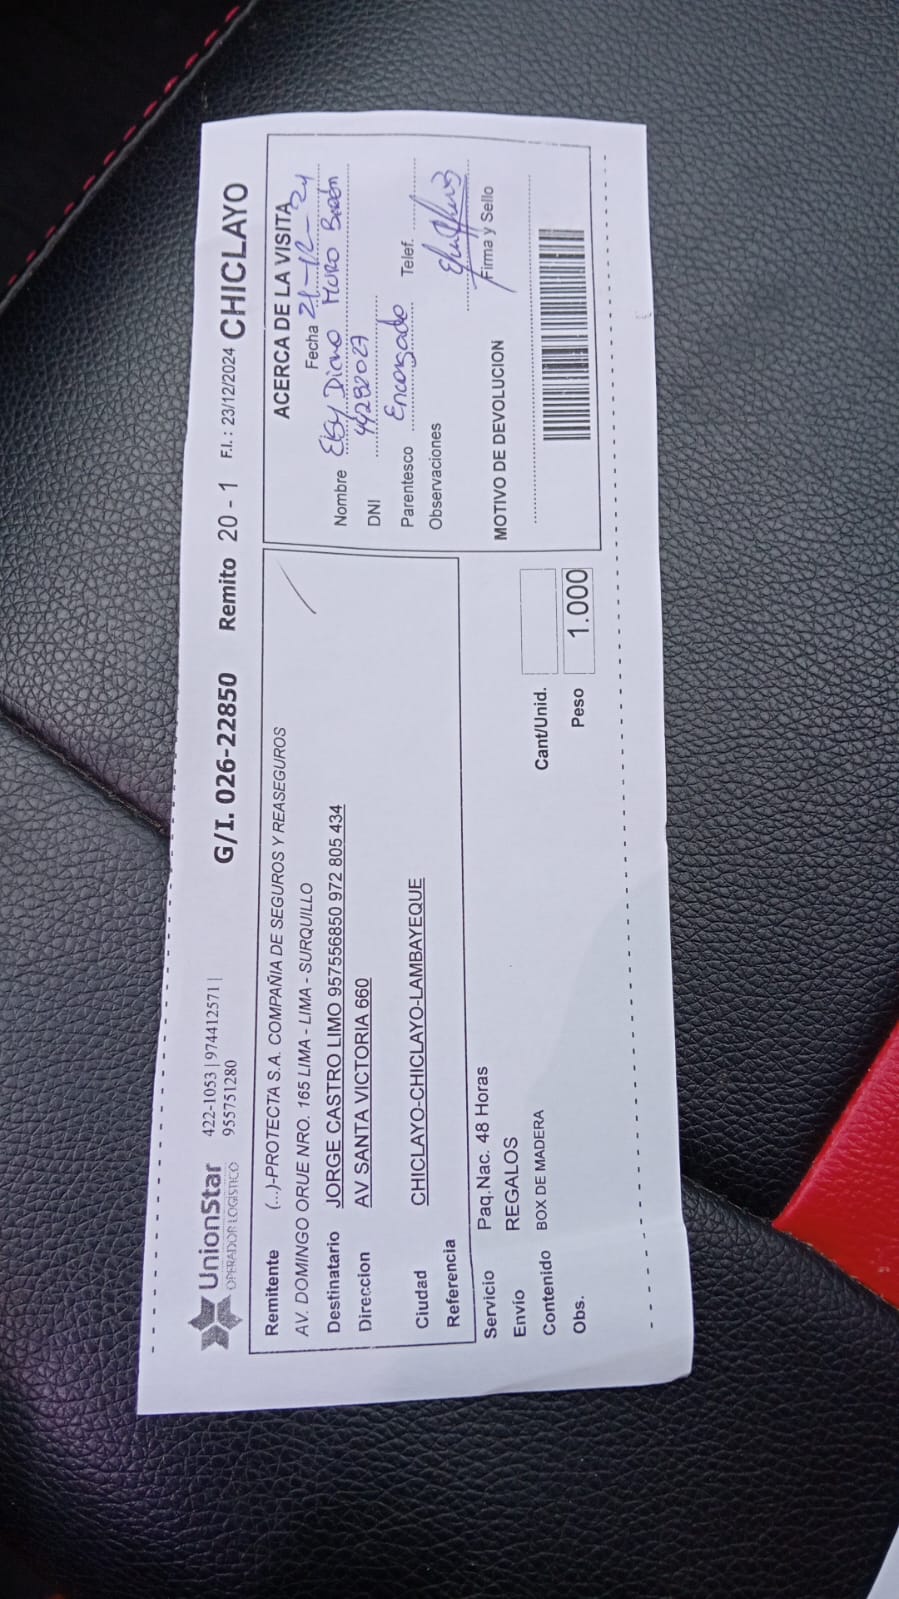 UnionStar
OPERADOR LOGISTICO
422-1053 | 974412571 |
955751280
G/I. 026-22850 Remito 20 - 1 F.I. : 23/12/2024 CHICLAYO
Remitente (...)-PROTECTA S.A. COMPAÑIA DE SEGUROS Y REASEGUROS
AV. DOMINGO ORUE NRO. 165 LIMA - LIMA - SURQUILLO
Destinatario JORGE CASTRO LIMO 957556850 972 805 434
Direccion AV SANTA VICTORIA 660
Ciudad CHICLAYO-CHICLAYO-LAMBAYEQUE
Referencia
Servicio Paq.Nac. 48 Horas
Envío REGALOS
Contenido BOX DE MADERA
Obs.
Cant/Unid.
Peso 1.000
ACERCA DE LA VISITA
Fecha 21-12-24
Nombre Diana Moro
DNI
Parentesco Encargado Telef.
Observaciones
Firma y Sello
MOTIVO DE DEVOLUCION